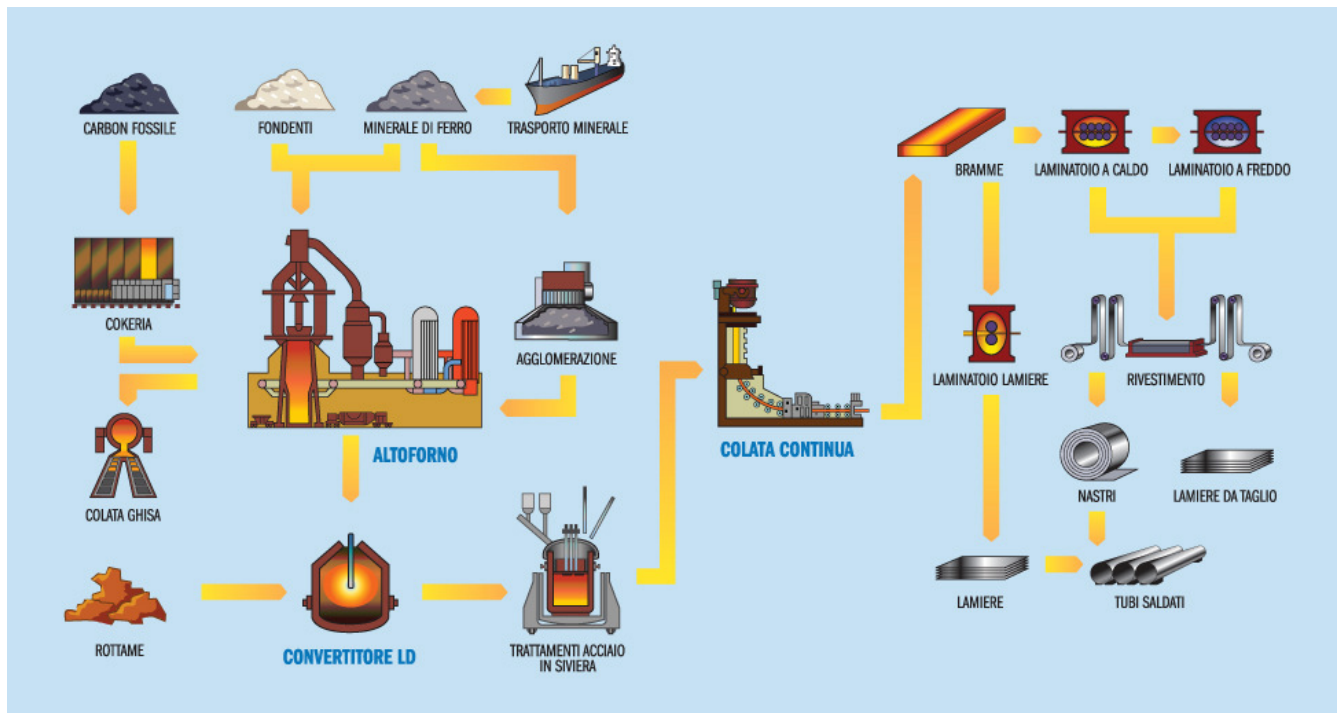 CARBON FOSSILE
FONDENTI
MINERALE DI FERRO
TRASPORTO MINERALE
COKERIA
AGGLOMERAZIONE
ALTOFORNO
COLATA GHISA
ROTTAME
CONVERTITORE LD
TRATTAMENTI ACCIAIO
IN SIVIERA
COLATA CONTINUA
BRAMME
LAMINATOIO A CALDO
LAMINATOIO A FREDDO
LAMINATOIO LAMIERE
RIVESTIMENTO
NASTRI
LAMIERE DA TAGLIO
LAMIERE
TUBI SALDATI